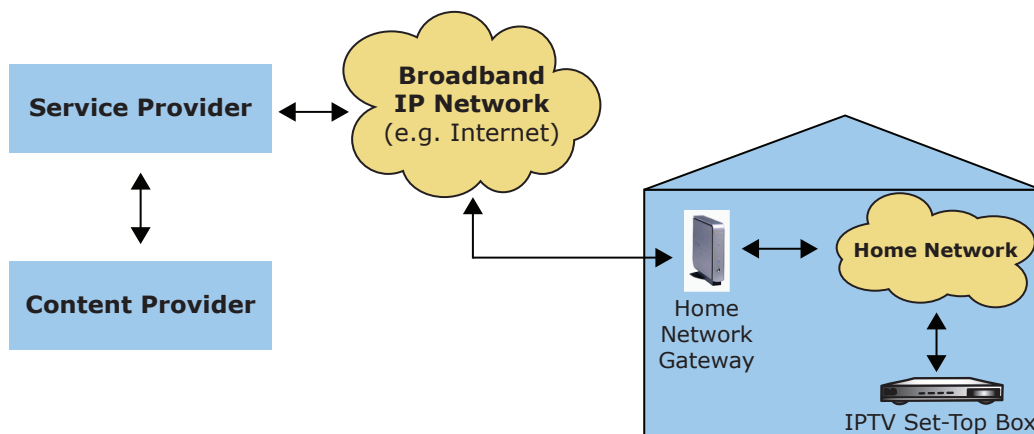 Broadband
IP Network
(e.g. Internet)
Service Provider
Content Provider
Home Network
Home
Network
Gateway
IPTV Set-Top Box